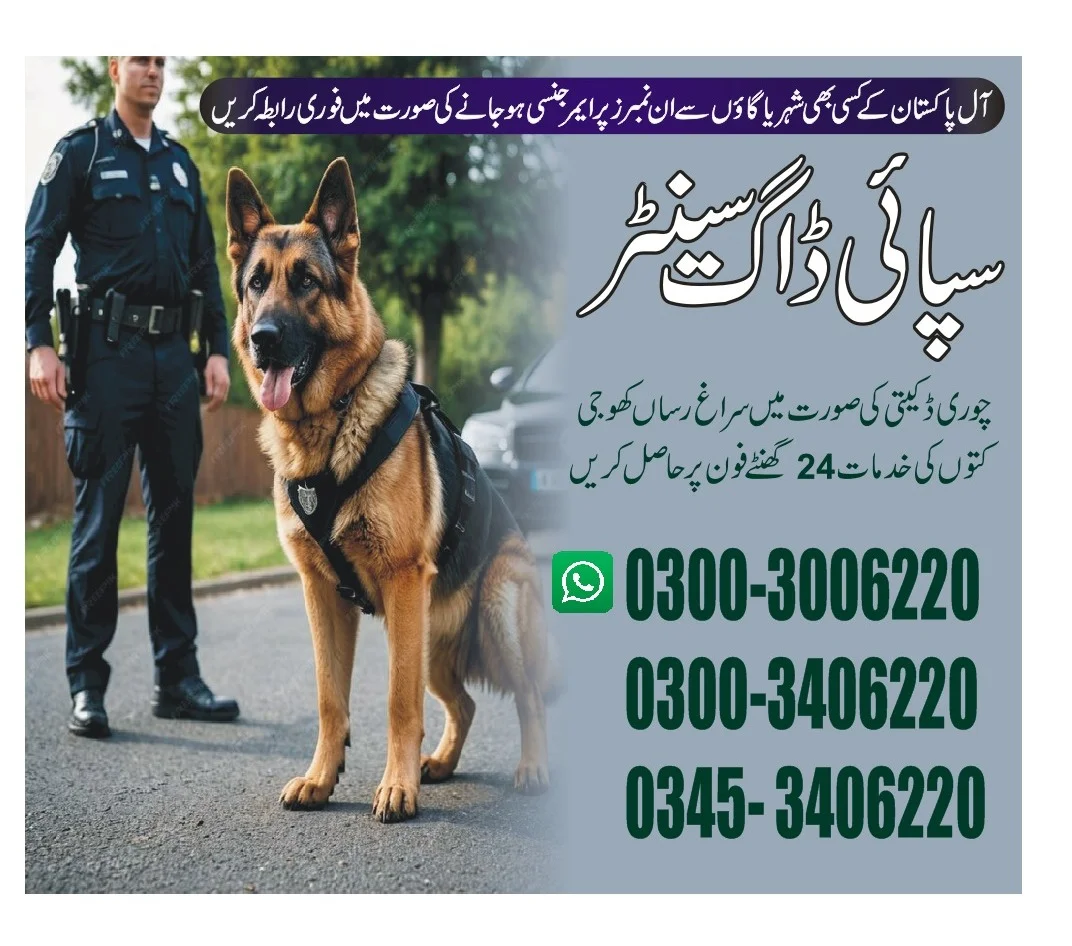 آل پاکستان کے کسی بھی شہر یا گاؤں سے ان نمبرز پر ایمرجنسی ہو جانے کی صورت میں فوری رابطہ کریں
سپائی ڈاگ سینٹر
چوری ڈکیتی کی صورت میں سراغ رساں کھوجی
کتوں کی خدمات 24 گھنٹے فون پر حاصل کریں
0300-3006220
0300-3406220
0345- 3406220